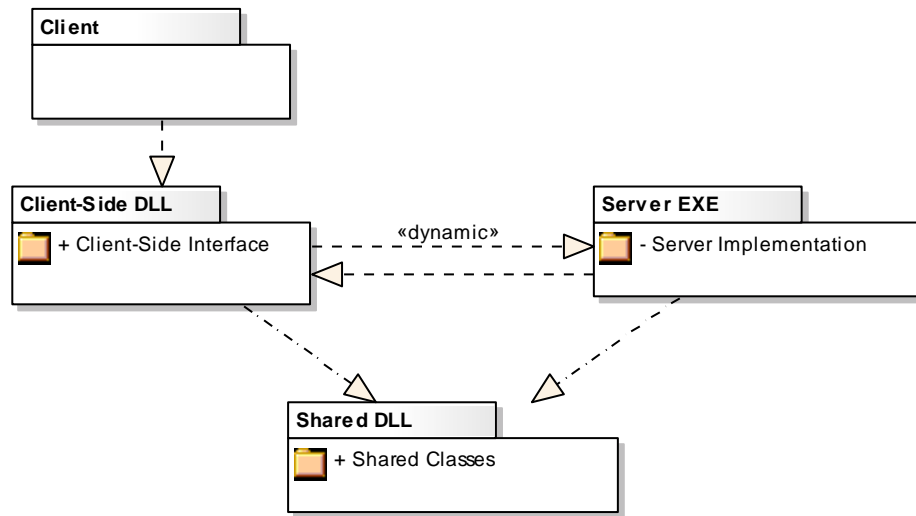 Client
Client-Side DLL
+ Client-Side Interface
«dynamic»
Server EXE
- Server Implementation
Shared DLL
+ Shared Classes